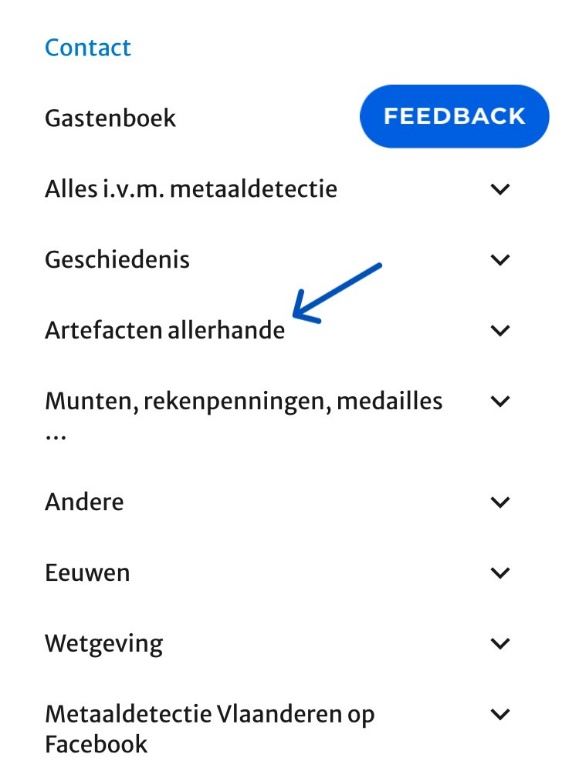 Contact
Gastenboek
FEEDBACK
Alles i.v.m. metaaldetectie
Geschiedenis
Artefacten allerhande
Munten, rekenpenningen, medailles
...
Andere
Eeuwen
Wetgeving
Metaaldetectie Vlaanderen op
Facebook